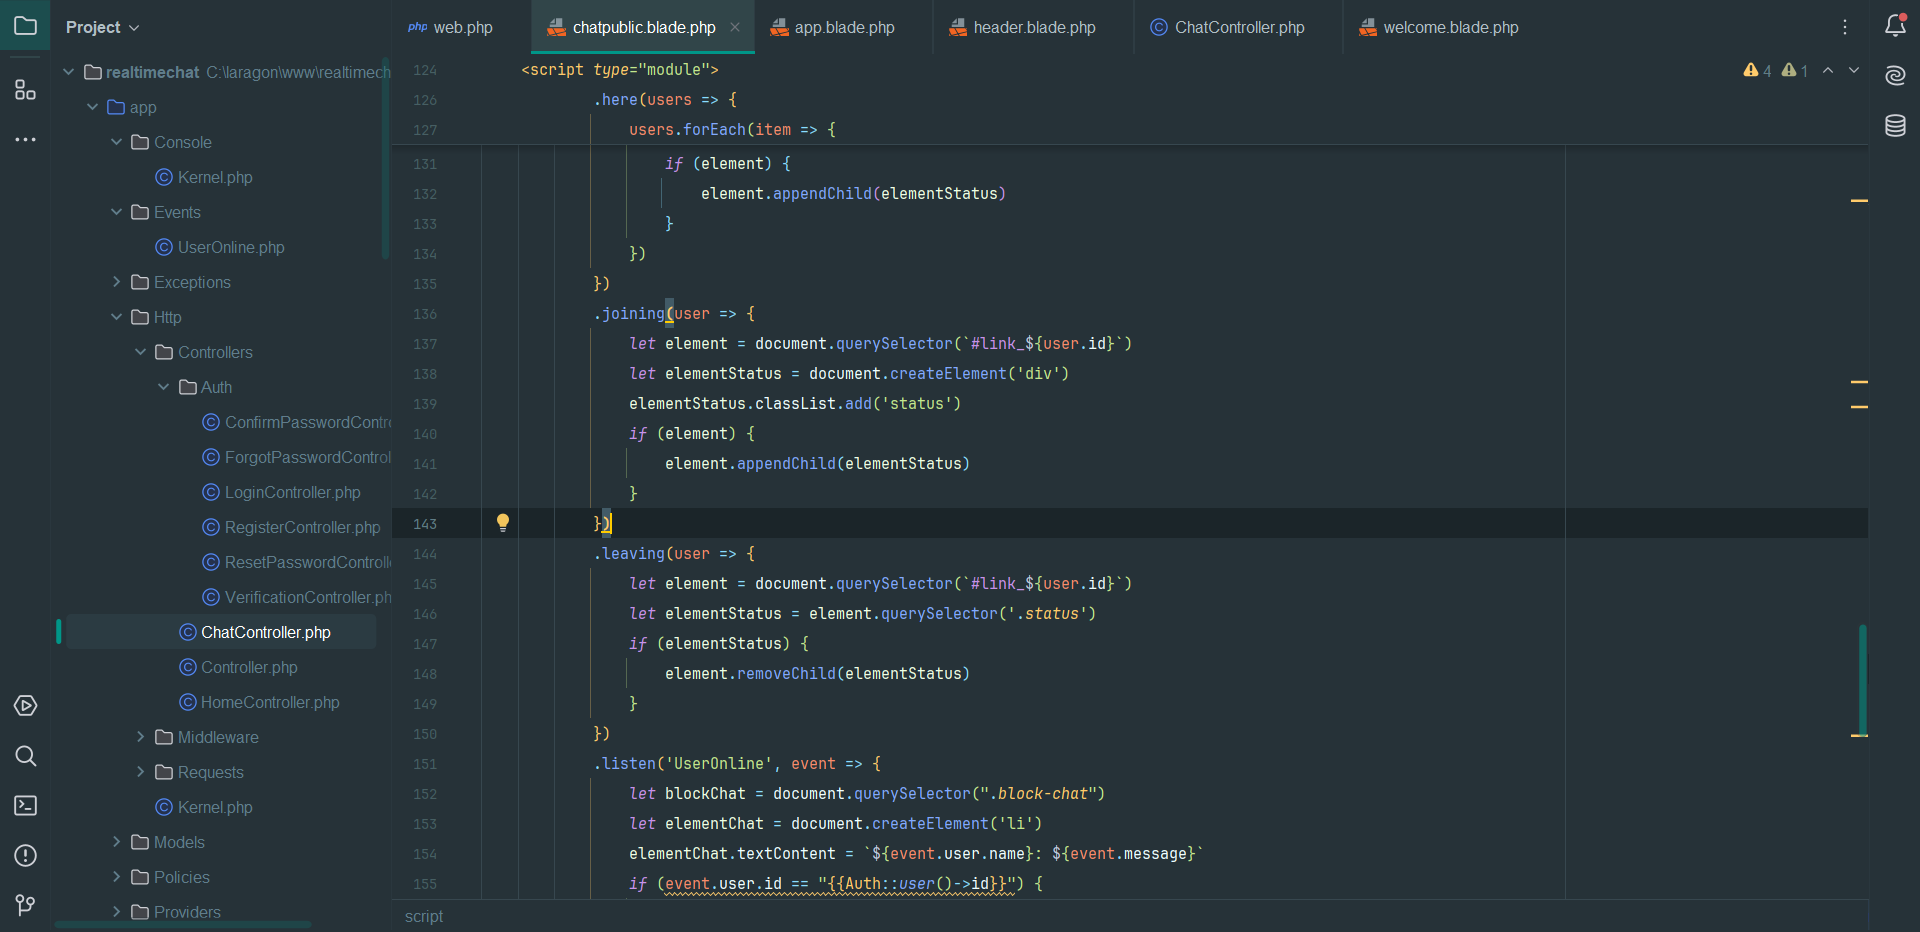 Project
web.php
chatpublic.blade.php
app.blade.php
header.blade.php
ChatController.php
welcome.blade.php
realtimechat C:\laragon\www\realtimech
app
Console
Kernel.php
Events
UserOnline.php
Exceptions
Http
Controllers
Auth
ConfirmPasswordContr
ForgotPasswordControl
LoginController.php
RegisterController.php
ResetPasswordControll
VerificationController.ph
ChatController.php
Controller.php
HomeController.php
Middleware
Requests
Kernel.php
Models
Policies
Providers
4 1
124 <script type="module">
126 .here(users => {
127 users.forEach(item => {
131 if (element) {
132 element.appendChild(elementStatus)
133 }
134 })
135 })
136 .joining(user => {
137 let element = document.querySelector(`#link_${user.id}`)
138 let elementStatus = document.createElement('div')
139 elementStatus.classList.add('status')
140 if (element) {
141 element.appendChild(elementStatus)
142 }
143 })
144 .leaving(user => {
145 let element = document.querySelector(`#link_${user.id}`)
146 let elementStatus = element.querySelector('.status')
147 if (elementStatus) {
148 element.removeChild(elementStatus)
149 }
150 })
151 .listen('UserOnline', event => {
152 let blockChat = document.querySelector(".block-chat")
153 let elementChat = document.createElement('li')
154 elementChat.textContent = `${event.user.name}: ${event.message}`
155 if (event.user.id == "{{Auth::user()->id}}") {
script